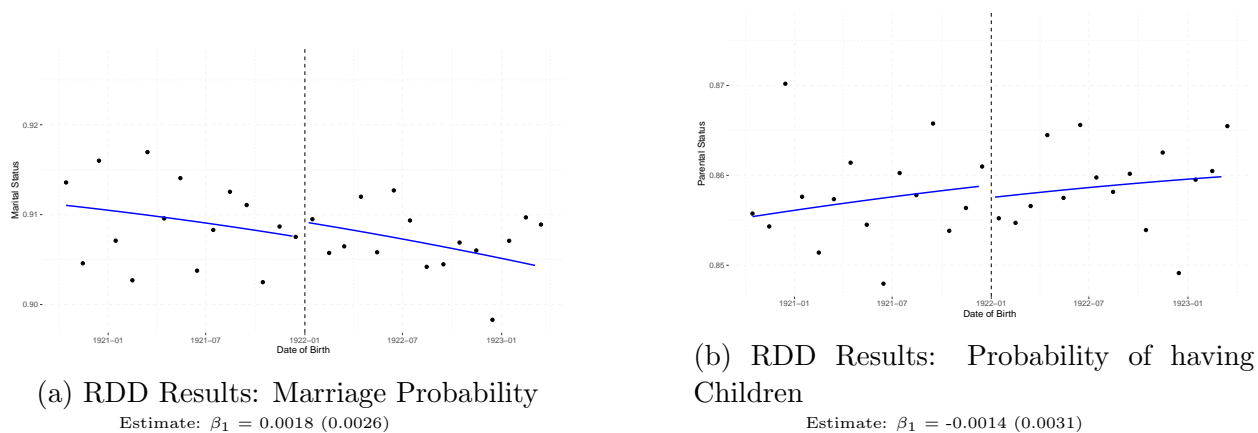 0.92
0.91
0.90
Marital Status
1921−01
1921−07
1922−01
1922−07
1923−01
Date of Birth
(a) RDD Results: Marriage Probability
Estimate: β₁ = 0.0018 (0.0026)
0.87
0.86
0.85
Parental Status
1921−01
1921−07
1922−01
1922−07
1923−01
Date of Birth
(b) RDD Results: Probability of having
Children
Estimate: β₁ = -0.0014 (0.0031)